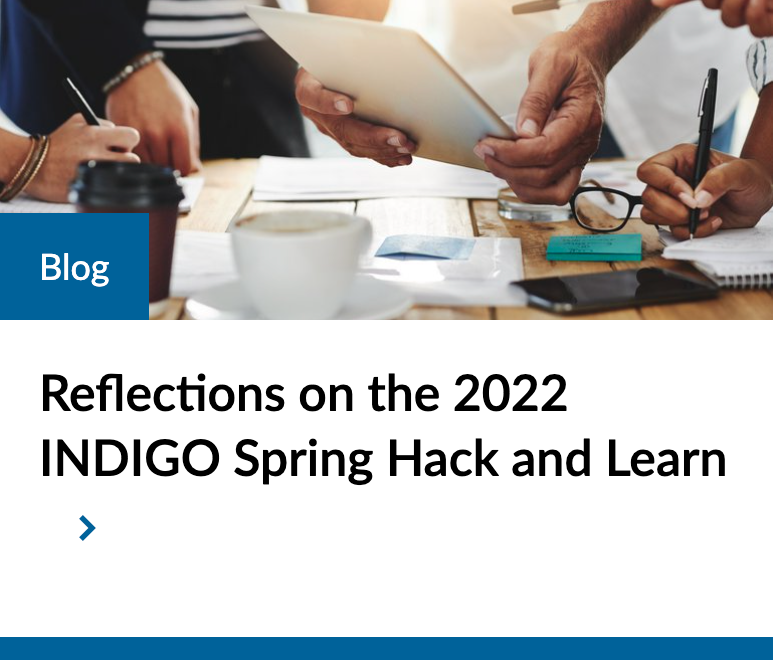 Blog
Reflections on the 2022
INDIGO Spring Hack and Learn